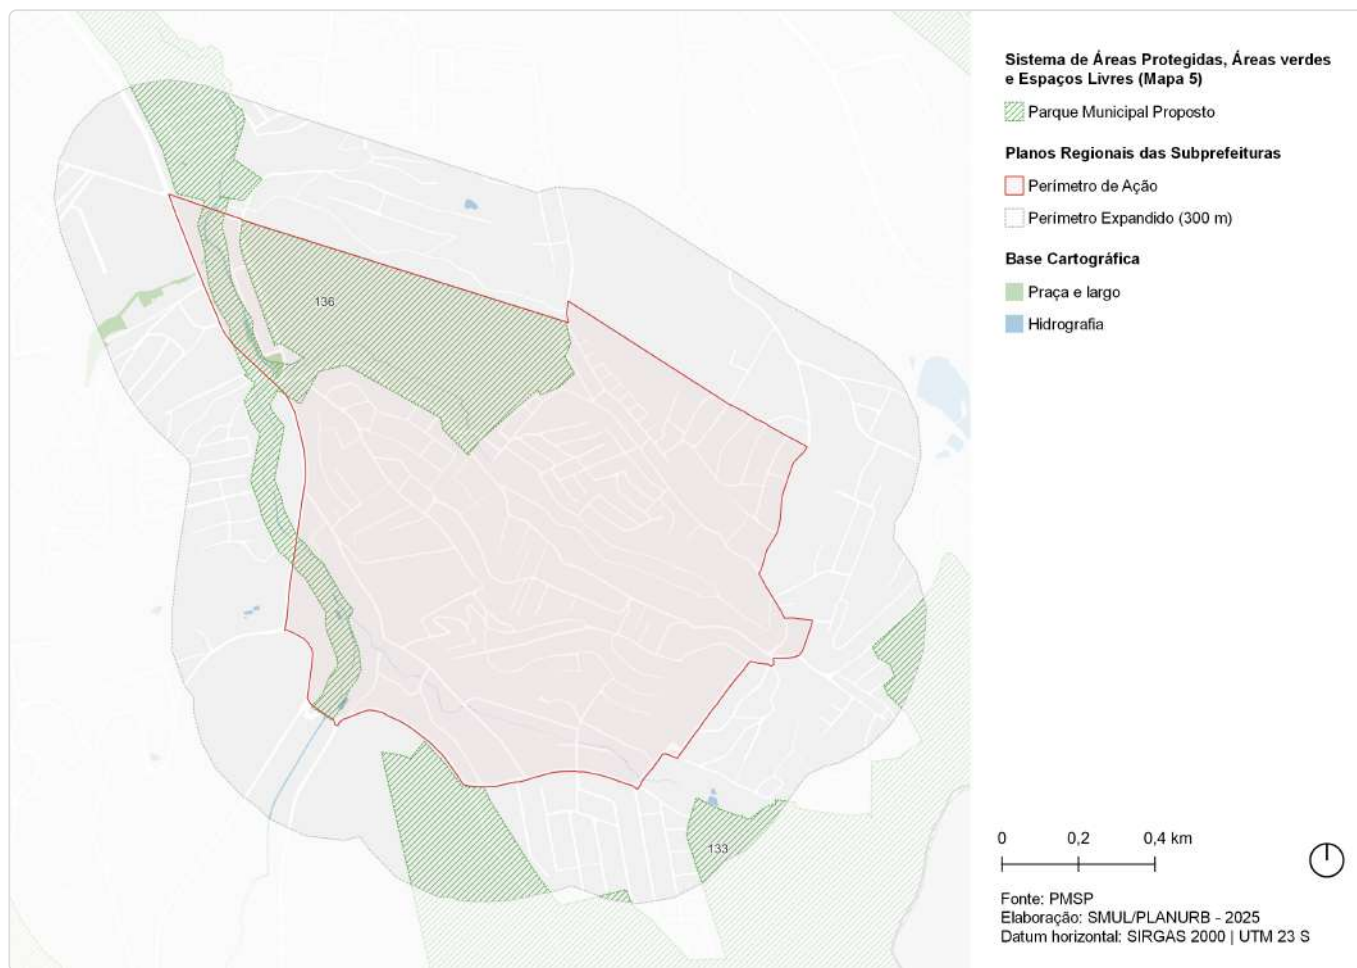 Sistema de Áreas Protegidas, Áreas verdes
e Espaços Livres (Mapa 5)
Parque Municipal Proposto
Planos Regionais das Subprefeituras
Perímetro de Ação
Perímetro Expandido (300 m)
Base Cartográfica
Praça e largo
Hidrografia
136
133
0 0,2 0,4 km
Fonte: PMSP
Elaboração: SMUL/PLANURB - 2025
Datum horizontal: SIRGAS 2000 | UTM 23 S